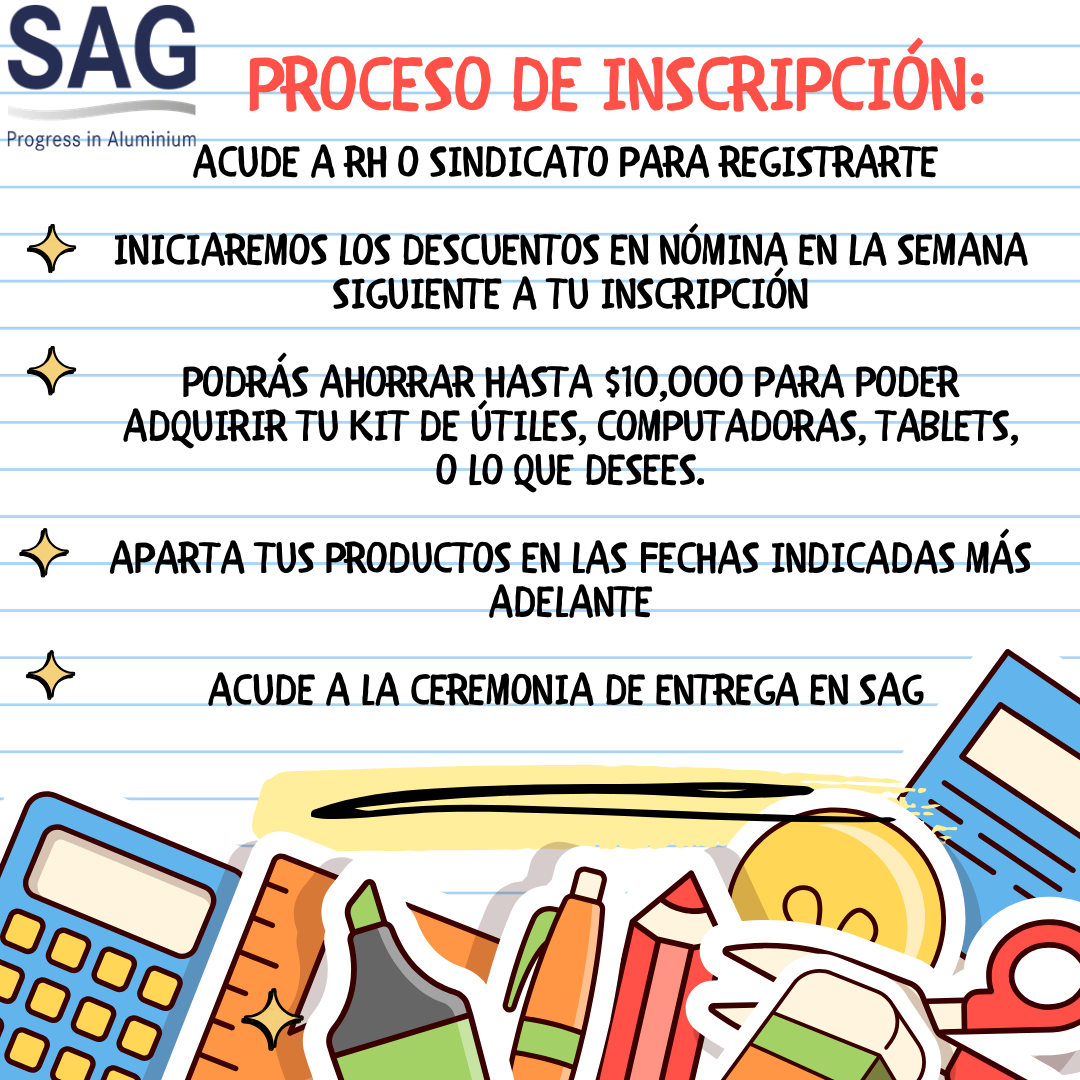 SAG
Progress in Aluminium
PROCESO DE INSCRIPCIÓN:
ACUDE A RH O SINDICATO PARA REGISTRARTE
INICIAREMOS LOS DESCUENTOS EN NÓMINA EN LA SEMANA
SIGUIENTE A TU INSCRIPCIÓN
PODRÁS AHORRAR HASTA $10,000 PARA PODER
ADQUIRIR TU KIT DE ÚTILES, COMPUTADORAS, TABLETS,
O LO QUE DESEES.
APARTA TUS PRODUCTOS EN LAS FECHAS INDICADAS MÁS
ADELANTE
ACUDE A LA CEREMONIA DE ENTREGA EN SAG